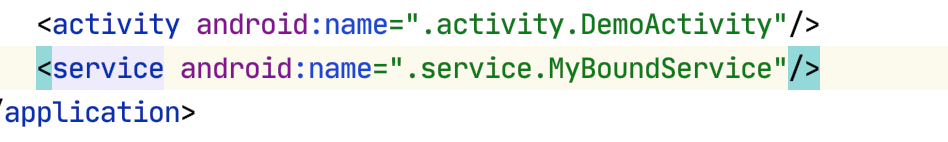 <activity android:name=".activity.DemoActivity"/>
<service android:name=".service.MyBoundService"/>
/application>